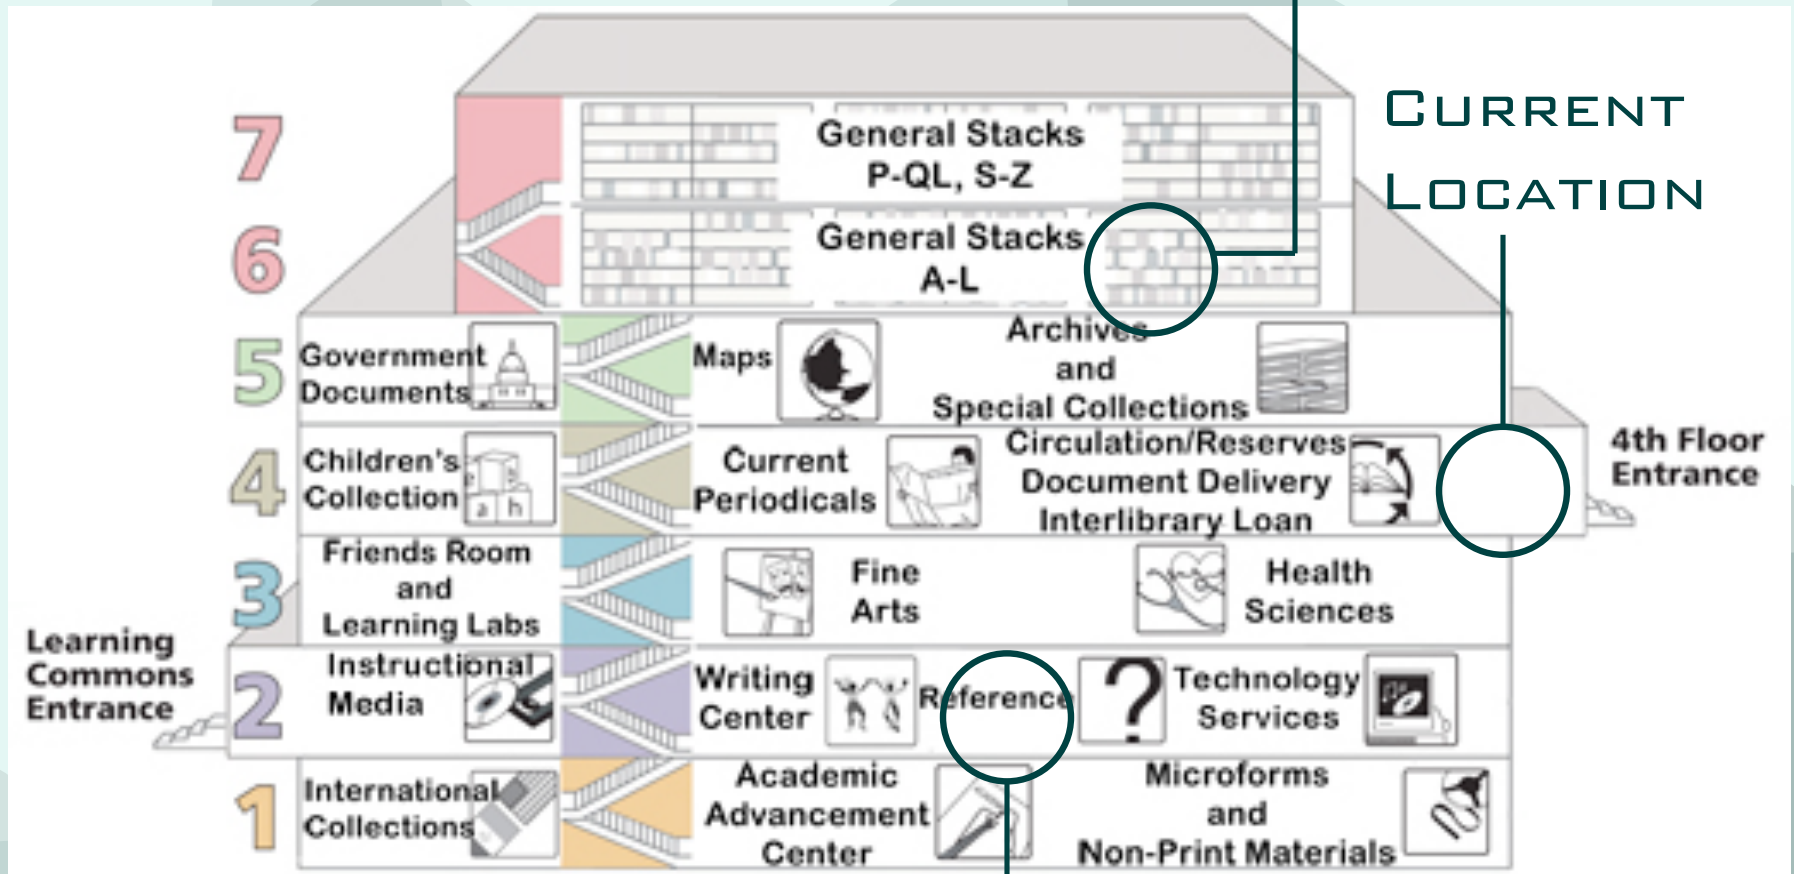 CURRENT
LOCATION
7
General Stacks
P-QL, S-Z
6
General Stacks
A-L
5
Government
Documents
Maps
Archives
and
Special Collections
4
Children's
Collection
a h
Current
Periodicals
Circulation/Reserves
Document Delivery
Interlibrary Loan
4th Floor
Entrance
3
Friends Room
and
Learning Labs
Fine
Arts
Health
Sciences
Learning
Commons
Entrance
2
Instructional
Media
Writing
Center
Reference
?
Technology
Services
1
International
Collections
Academic
Advancement
Center
Microforms
and
Non-Print Materials